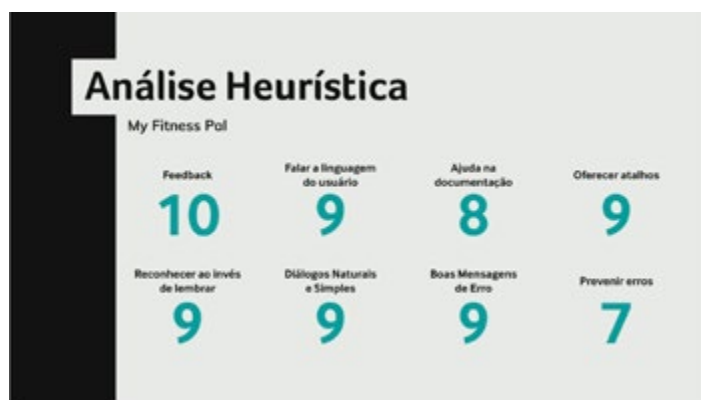 Análise Heurística
My Fitness Pal
Feedback
10
Falar a linguagem
do usuário
9
Ajuda na
documentação
8
Oferecer atalhos
9
Reconhecer ao invés
de lembrar
9
Diálogos Naturais
e Simples
9
Boas Mensagens
de Erro
9
Prevenir erros
7